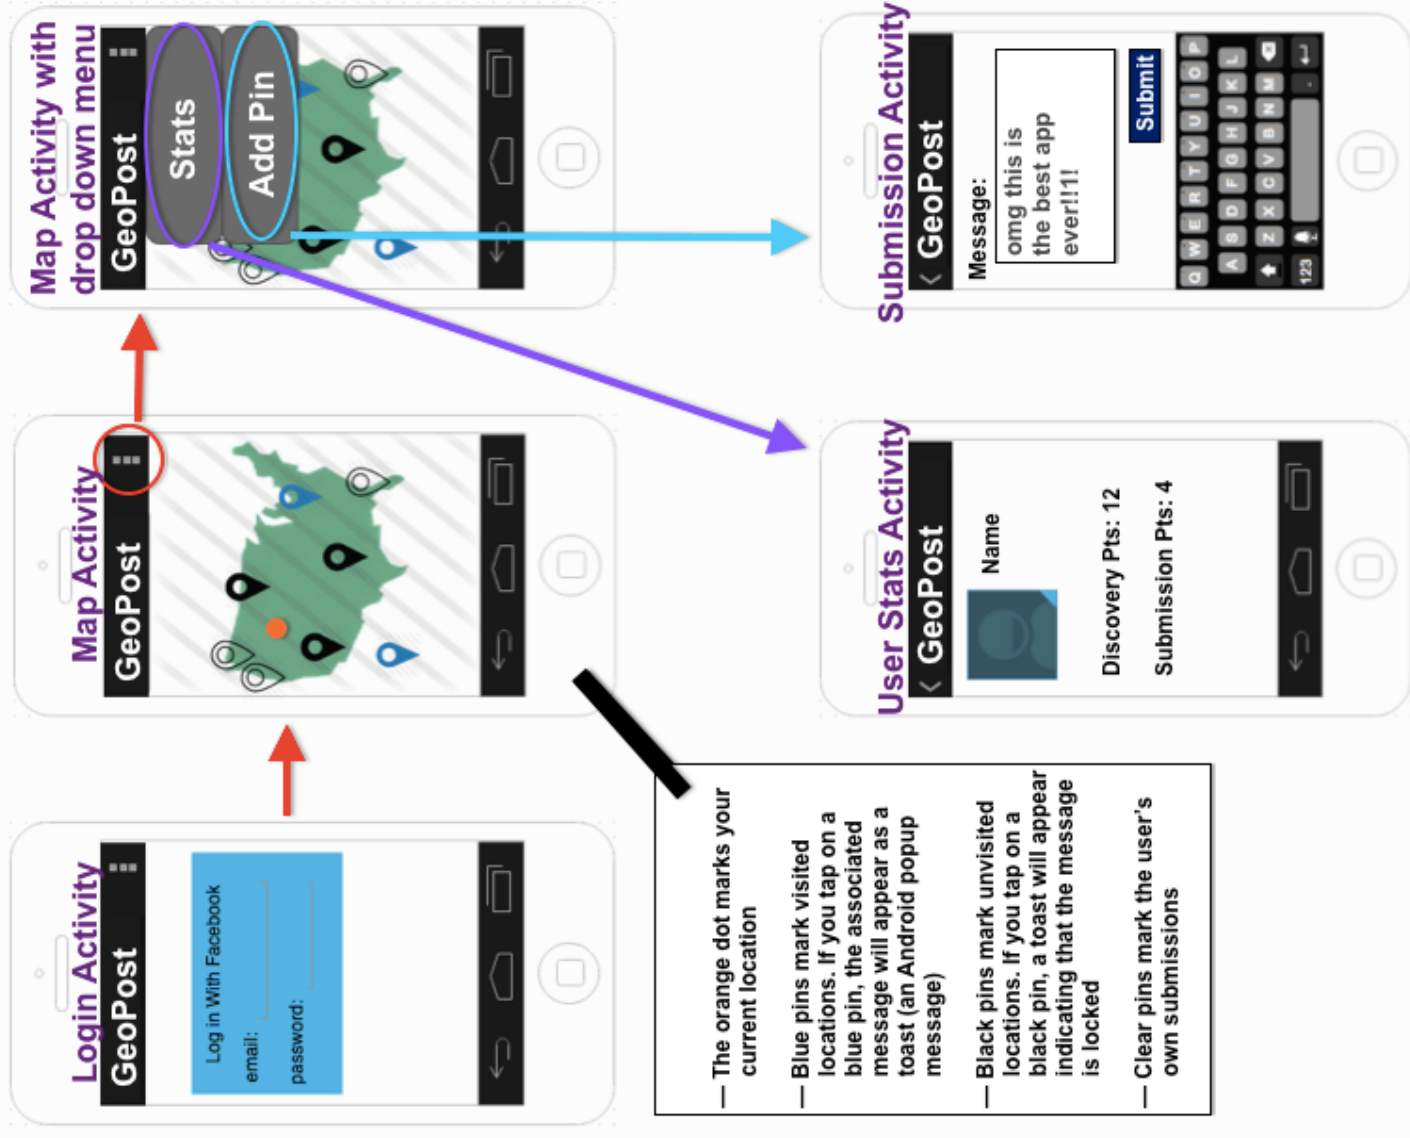 Login Activity
GeoPost
Log in With Facebook
email:
password:
Map Activity
GeoPost
Map Activity with
drop down menu
GeoPost
Stats
Add Pin
— The orange dot marks your
current location
— Blue pins mark visited
locations. If you tap on a
blue pin, the associated
message will appear as a
toast (an Android popup
message)
— Black pins mark unvisited
locations. If you tap on a
black pin, a toast will appear
indicating that the message
is locked
— Clear pins mark the user's
own submissions
User Stats Activity
GeoPost
Name
Discovery Pts: 12
Submission Pts: 4
Submission Activity
GeoPost
Message:
omg this is
the best app
ever!!1!
Submit
Q W E R T Y U I O P
A S D F G H J K L
Z X C V B N M
123 .